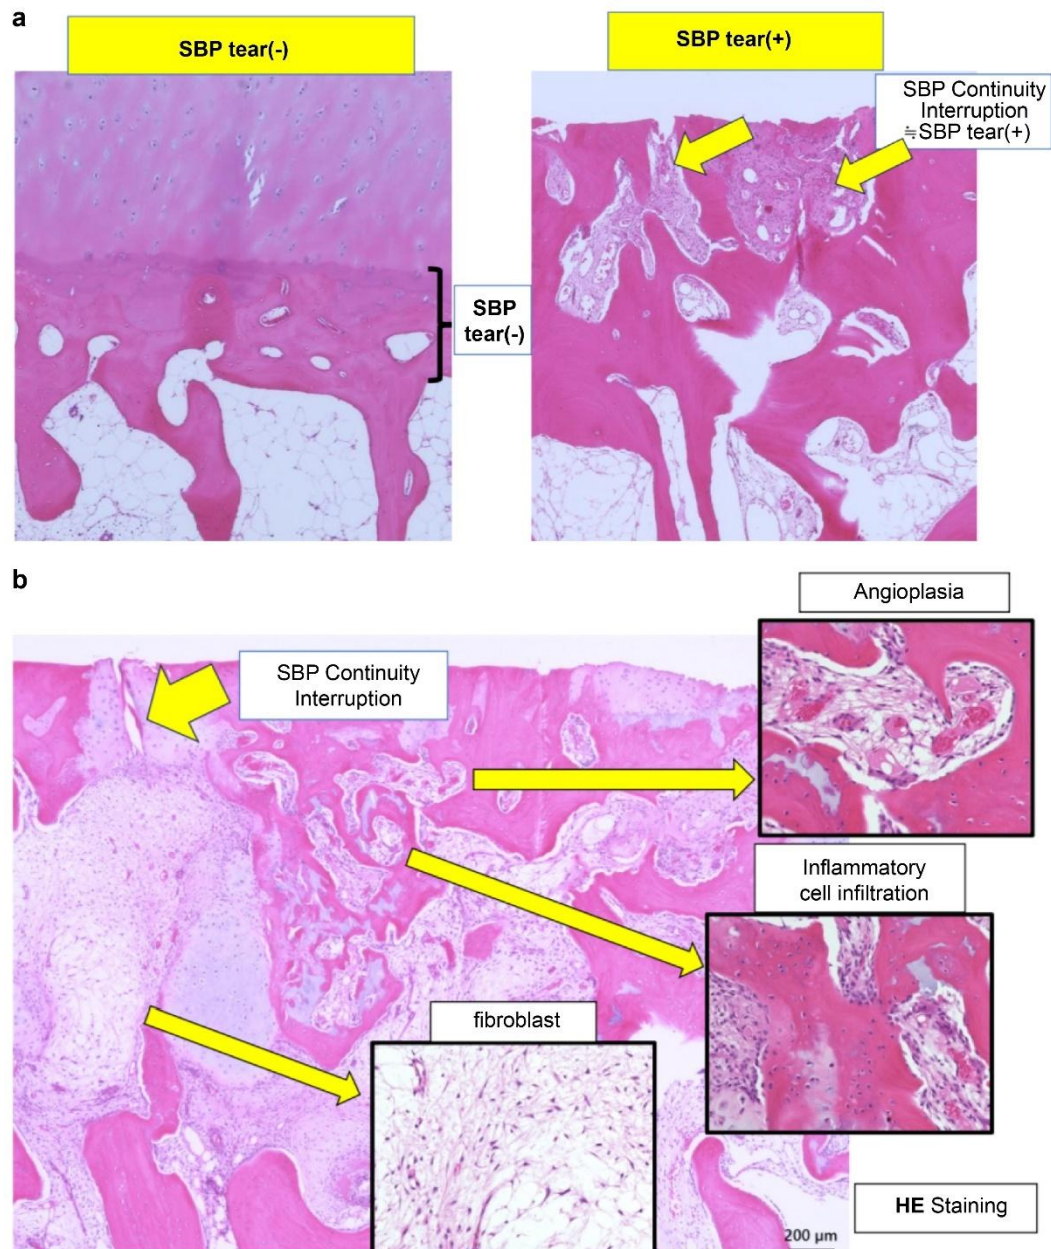 a
SBP tear(-)
SBP tear(+)
SBP Continuity
Interruption
≒SBP tear(+)
SBP
tear(-)
b
Angioplasia
SBP Continuity
Interruption
Inflammatory
cell infiltration
fibroblast
HE Staining
200 µm